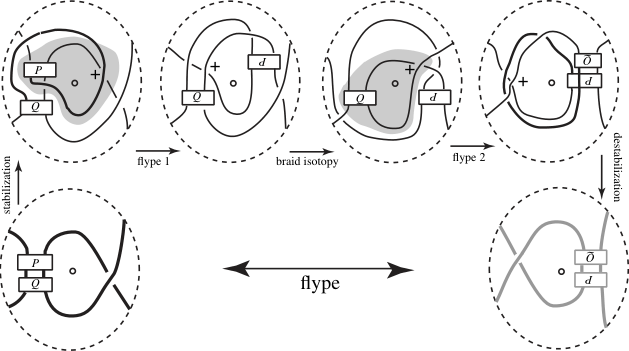 P
+
Q
+
d
Q
+
Q
d
+
Õ
d
stabilization
flype 1
braid isotopy
flype 2
destabilization
P
Q
flype
Õ
d